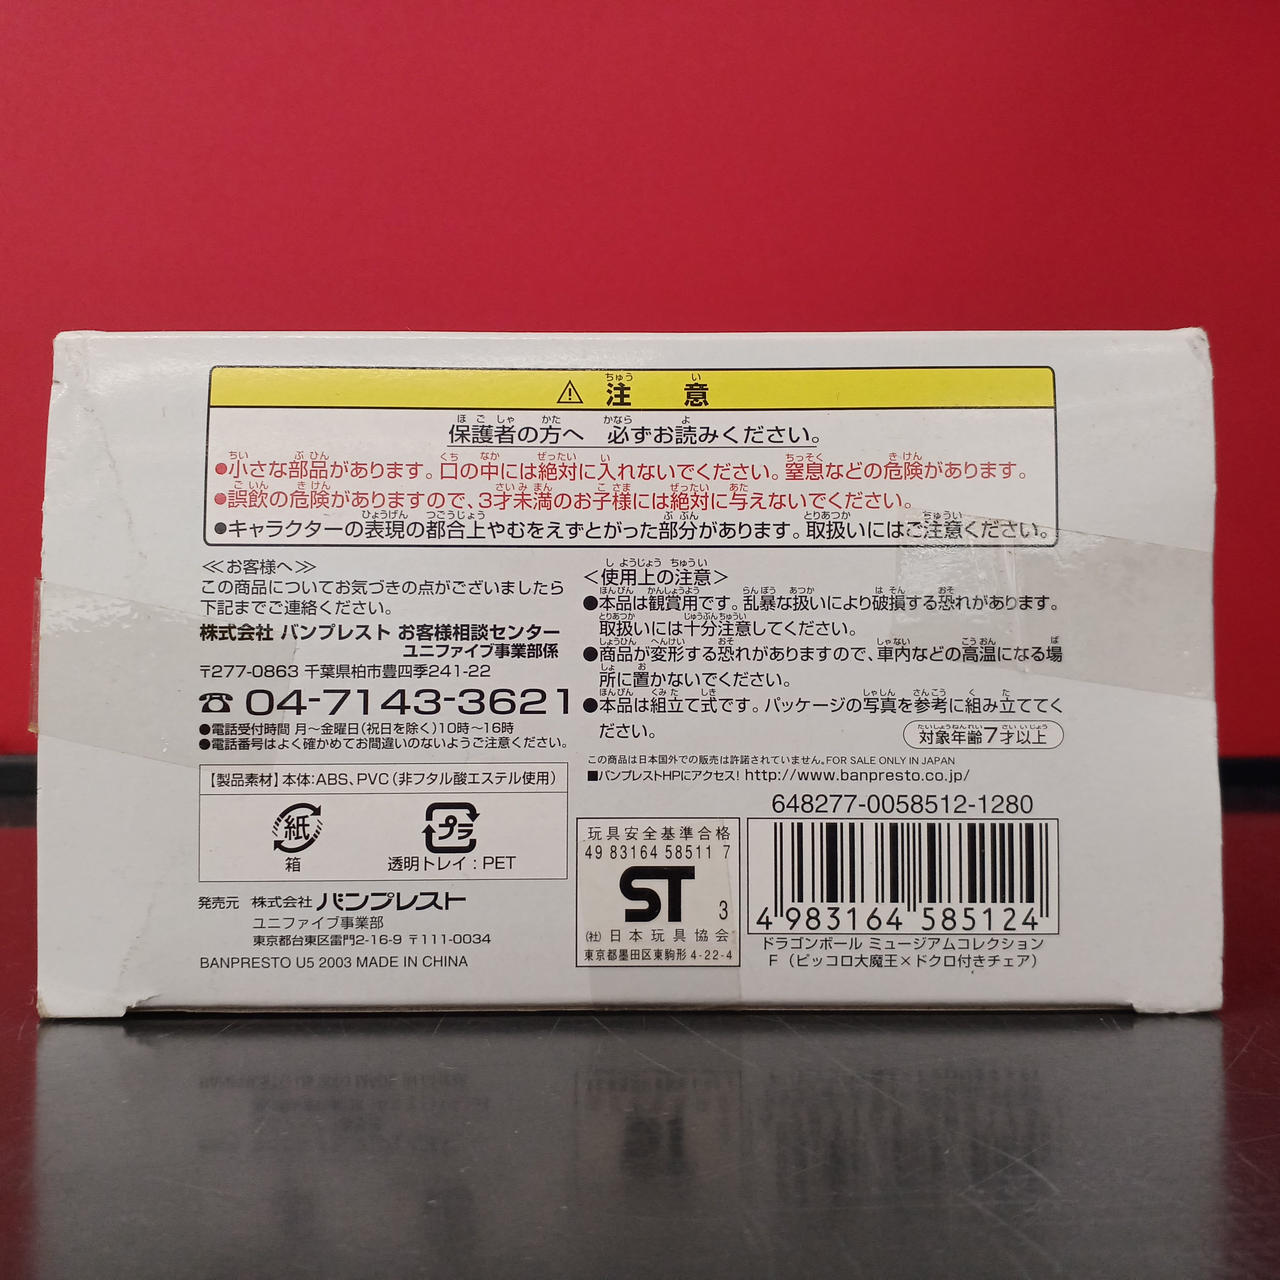 ⚠ 注意
保護者の方へ 必ずお読みください。
●小さな部品があります。口の中には絶対に入れないでください。窒息などの危険があります。
●誤飲の危険がありますので、3才未満のお子様には絶対に与えないでください。
●キャラクターの表現の都合上やむをえずとがった部分があります。取扱いにはご注意ください。
≪お客様へ≫
この商品についてお気づきの点がございましたら
下記までご連絡ください。
株式会社 バンプレスト お客様相談センター
ユニファイブ事業部係
〒277-0863 千葉県柏市豊四季241-22
☎ 04-7143-3621
●電話受付時間 月〜金曜日(祝日を除く)10時〜16時
●電話番号はよく確かめてお間違いのないようご注意ください。
【製品素材】本体:ABS、PVC(非フタル酸エステル使用)
紙
箱
プラ
透明トレイ:PET
発売元 株式会社 バンプレスト
ユニファイブ事業部
東京都台東区雷門2-16-9 〒111-0034
BANPRESTO U5 2003 MADE IN CHINA
<使用上の注意>
●本品は観賞用です。乱暴な扱いにより破損する恐れがあります。
取扱いには十分注意してください。
●商品が変形する恐れがありますので、車内などの高温になる場
所に置かないでください。
●本品は組立て式です。パッケージの写真を参考に組み立ててく
ださい。
対象年齢7才以上
この商品は日本国外での販売は許諾されていません。FOR SALE ONLY IN JAPAN
■バンプレストHPにアクセス! http://www.banpresto.co.jp/
玩具安全基準合格
49 83164 58511 7
ST 3
(社)日本玩具協会
東京都墨田区東駒形4-22-4
648277-0058512-1280
4 983164 585124
ドラゴンボール ミュージアムコレクション
F(ピッコロ大魔王×ドクロ付きチェア)